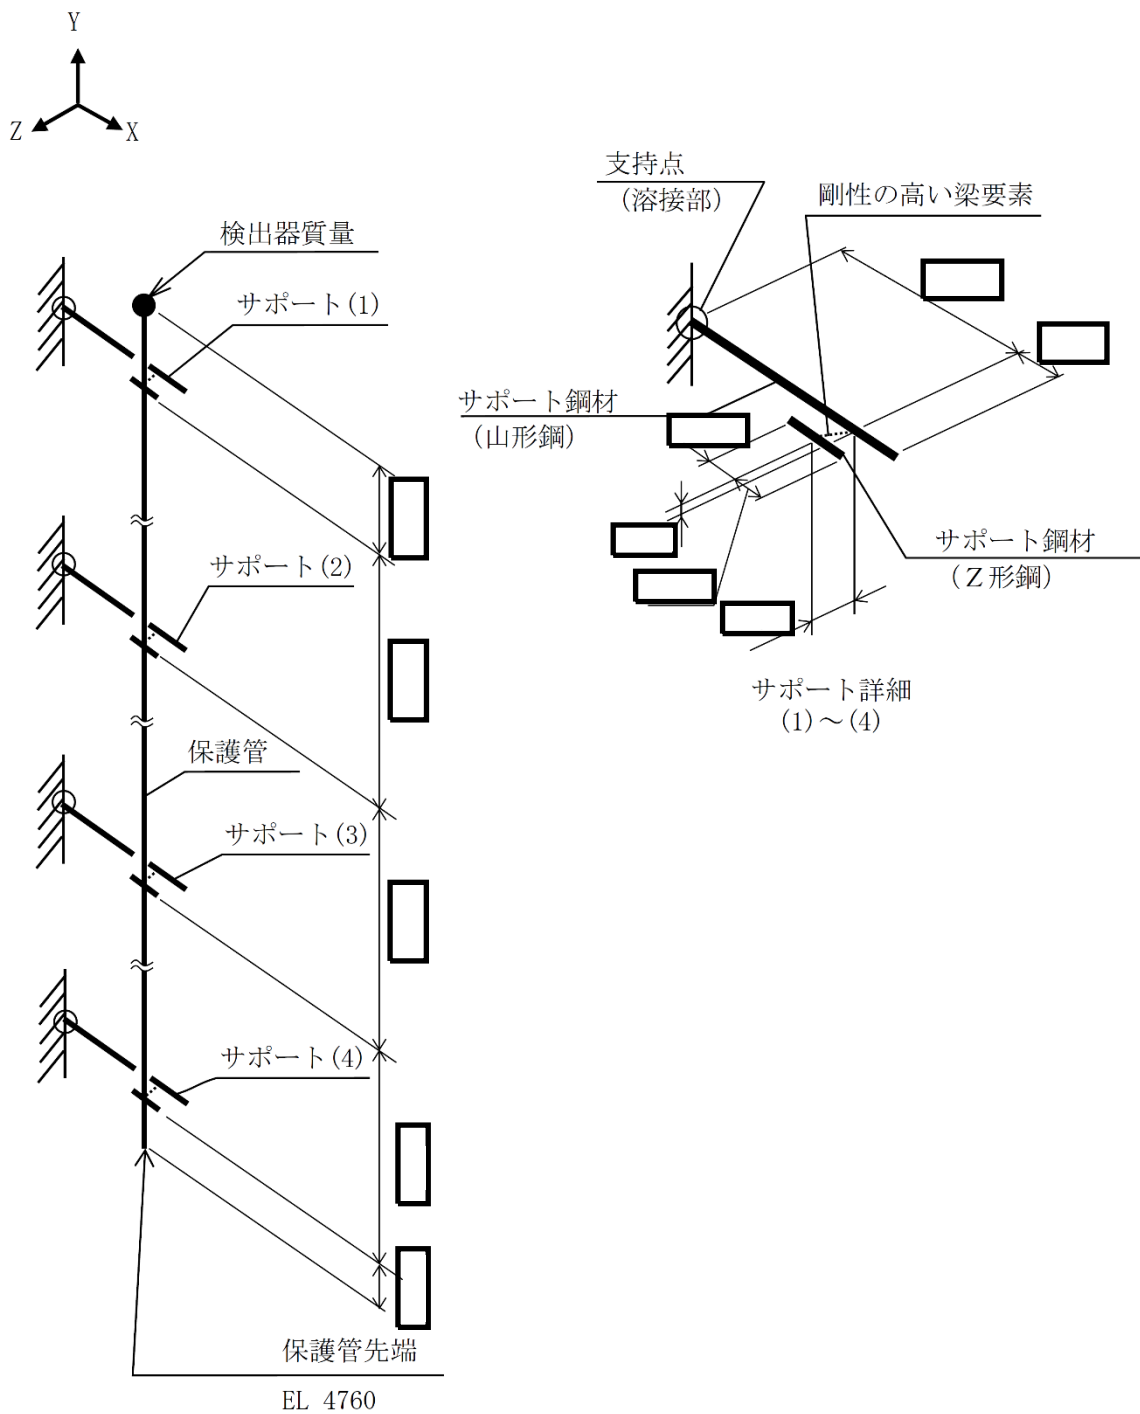 Y
Z
X
検出器質量
サポート(1)
サポート(2)
保護管
サポート(3)
サポート(4)
保護管先端
EL 4760
支持点
(溶接部)
剛性の高い梁要素
サポート鋼材
(山形鋼)
サポート鋼材
(Z形鋼)
サポート詳細
(1)～(4)